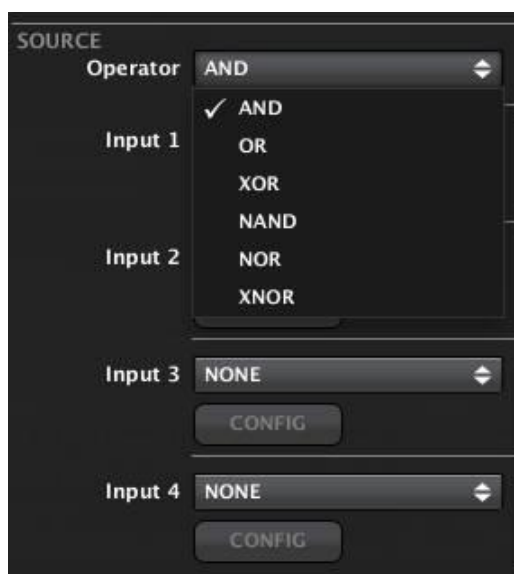 SOURCE
Operator AND
✓ AND
Input 1
OR
XOR
NAND
Input 2 NOR
XNOR
Input 3 NONE
CONFIG
Input 4 NONE
CONFIG